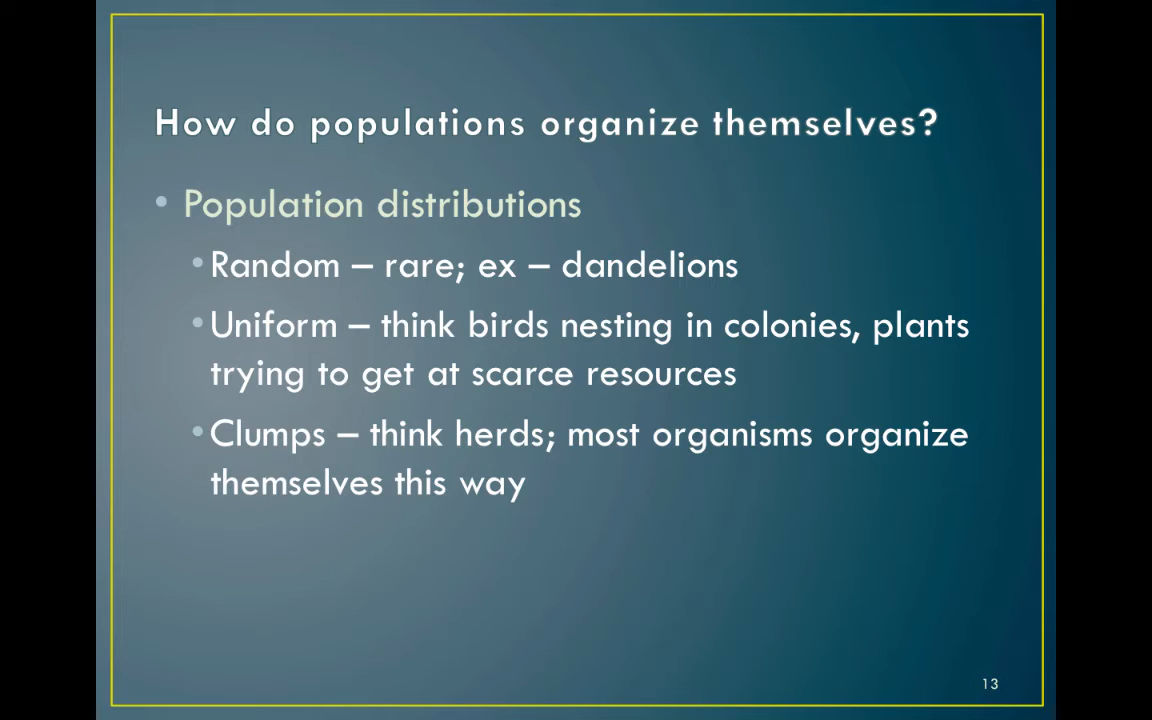 How do populations organize themselves?
• Population distributions
• Random – rare; ex – dandelions
• Uniform – think birds nesting in colonies, plants
trying to get at scarce resources
• Clumps – think herds; most organisms organize
themselves this way
13